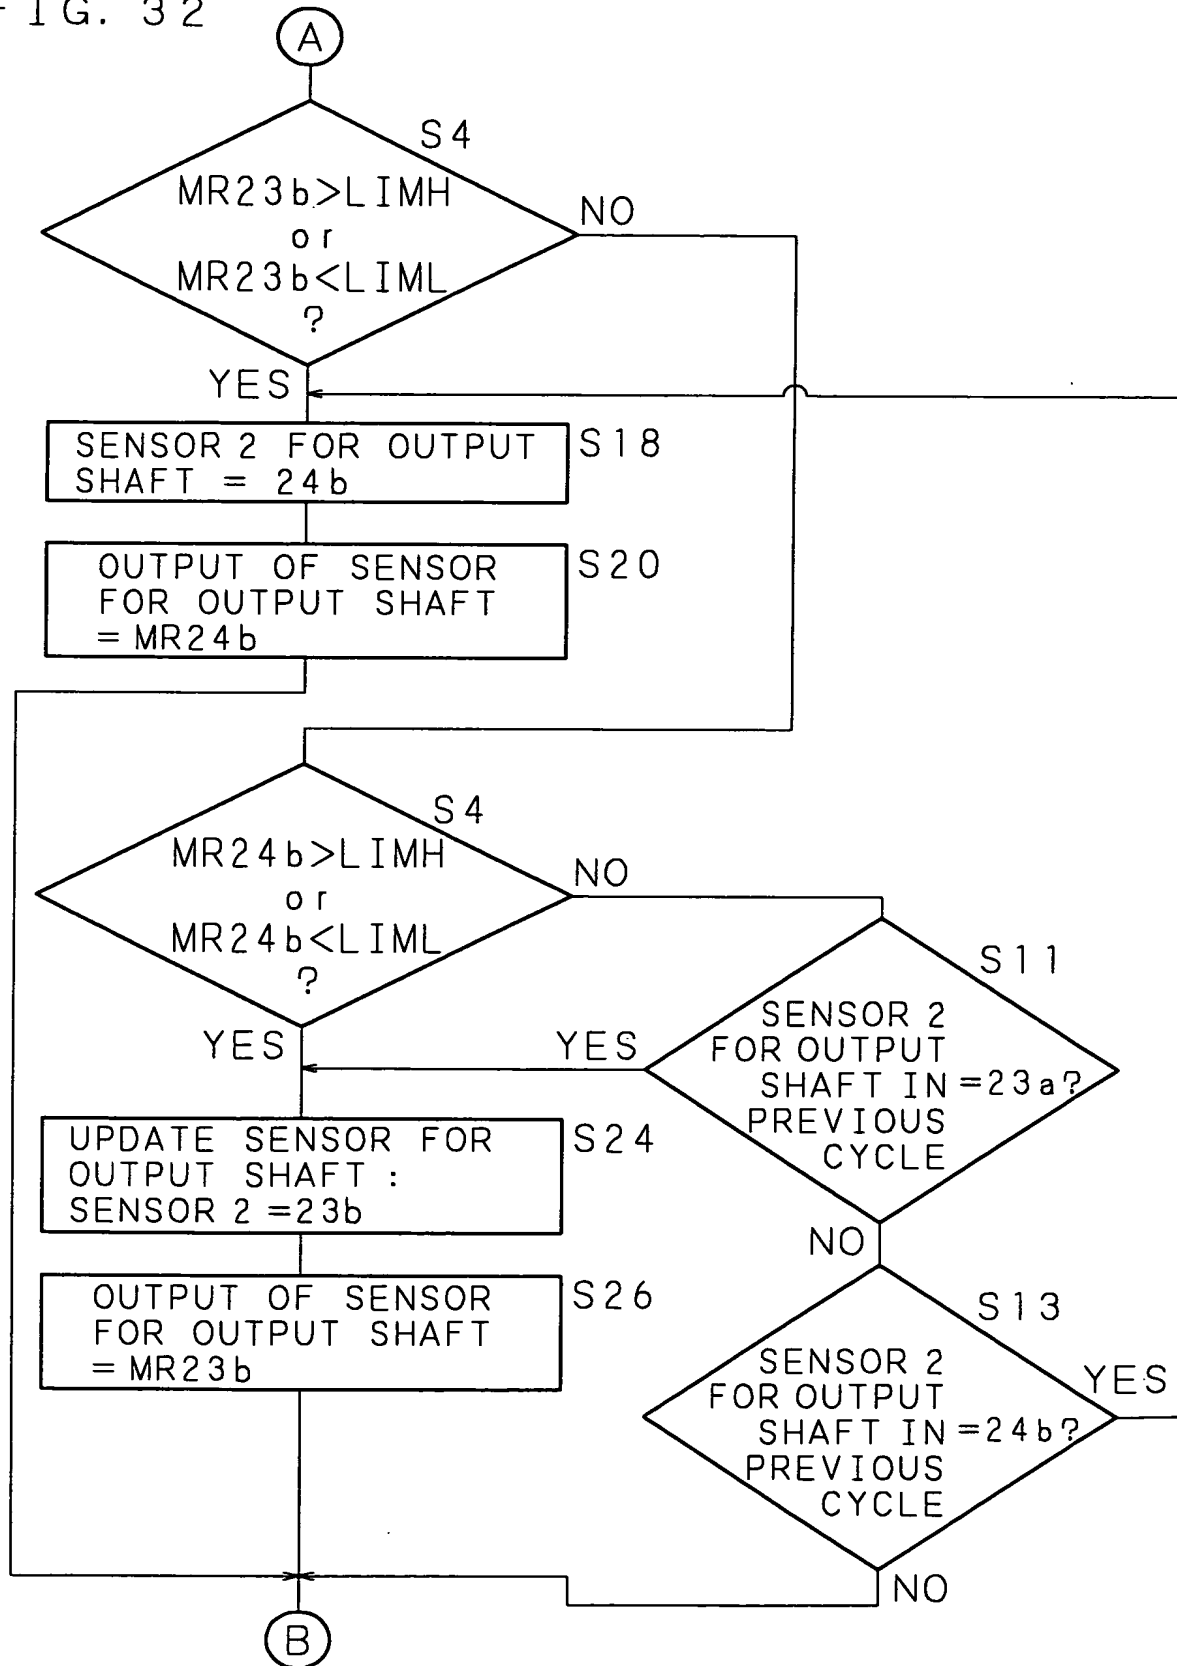 FIG. 32
A
S4
MR23b>LIMH
or
MR23b<LIML
?
NO
YES
SENSOR 2 FOR OUTPUT
SHAFT = 24b
S18
OUTPUT OF SENSOR
FOR OUTPUT SHAFT
=MR24b
S20
S4
MR24b>LIMH
or
MR24b<LIML
?
NO
YES
S11
SENSOR 2
FOR OUTPUT
SHAFT IN =23a?
PREVIOUS
CYCLE
YES
NO
UPDATE SENSOR FOR
OUTPUT SHAFT :
SENSOR 2 =23b
S24
OUTPUT OF SENSOR
FOR OUTPUT SHAFT
=MR23b
S26
S13
SENSOR 2
FOR OUTPUT
SHAFT IN =24b?
PREVIOUS
CYCLE
YES
NO
B